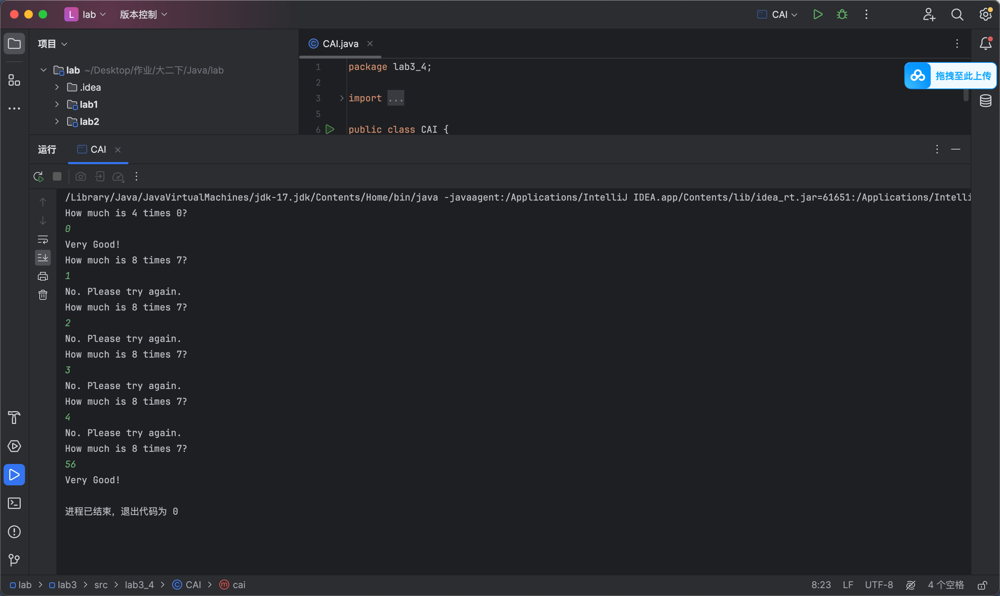 L lab 版本控制 CAI
项目
CAI.java
lab ~/Desktop/作业/大二下/Java/lab
.idea
lab1
lab2
1 package lab3_4;
2
3 import ...
5
6 public class CAI {
拖拽至此上传
运行 CAI
/Library/Java/JavaVirtualMachines/jdk-17.jdk/Contents/Home/bin/java -javaagent:/Applications/IntelliJ IDEA.app/Contents/lib/idea_rt.jar=61651:/Applications/Intelli
How much is 4 times 0?
0
Very Good!
How much is 8 times 7?
1
No. Please try again.
How much is 8 times 7?
2
No. Please try again.
How much is 8 times 7?
3
No. Please try again.
How much is 8 times 7?
4
No. Please try again.
How much is 8 times 7?
56
Very Good!
进程已结束，退出代码为 0
lab > lab3 > src > lab3_4 > CAI > cai
8:23 LF UTF-8 4 个空格